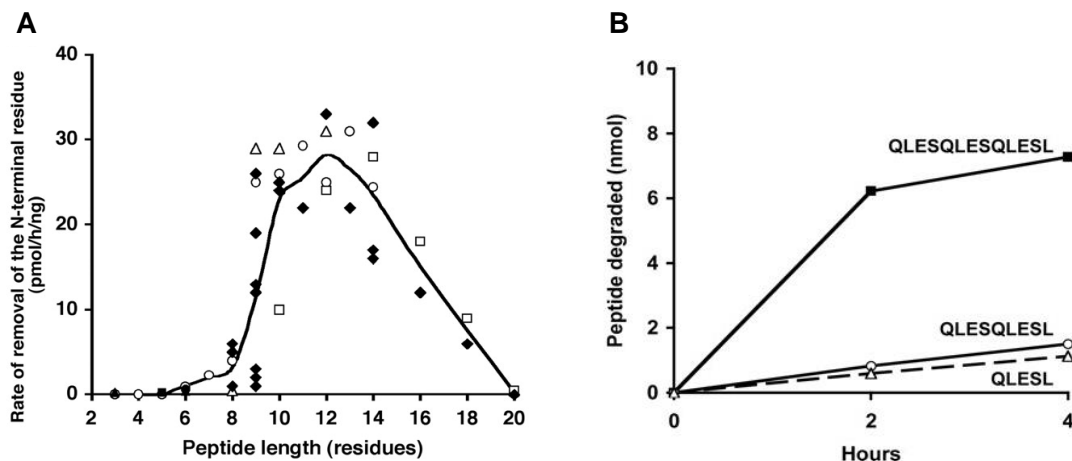 A
Rate of removal of the N-terminal residue
(pmol/h/ng)
40
30
20
10
0
2 4 6 8 10 12 14 16 18 20
Peptide length (residues)
B
Peptide degraded (nmol)
10
8
6
4
2
0
QLESQLESQLESL
QLESQLESL
QLESL
0 2 4
Hours